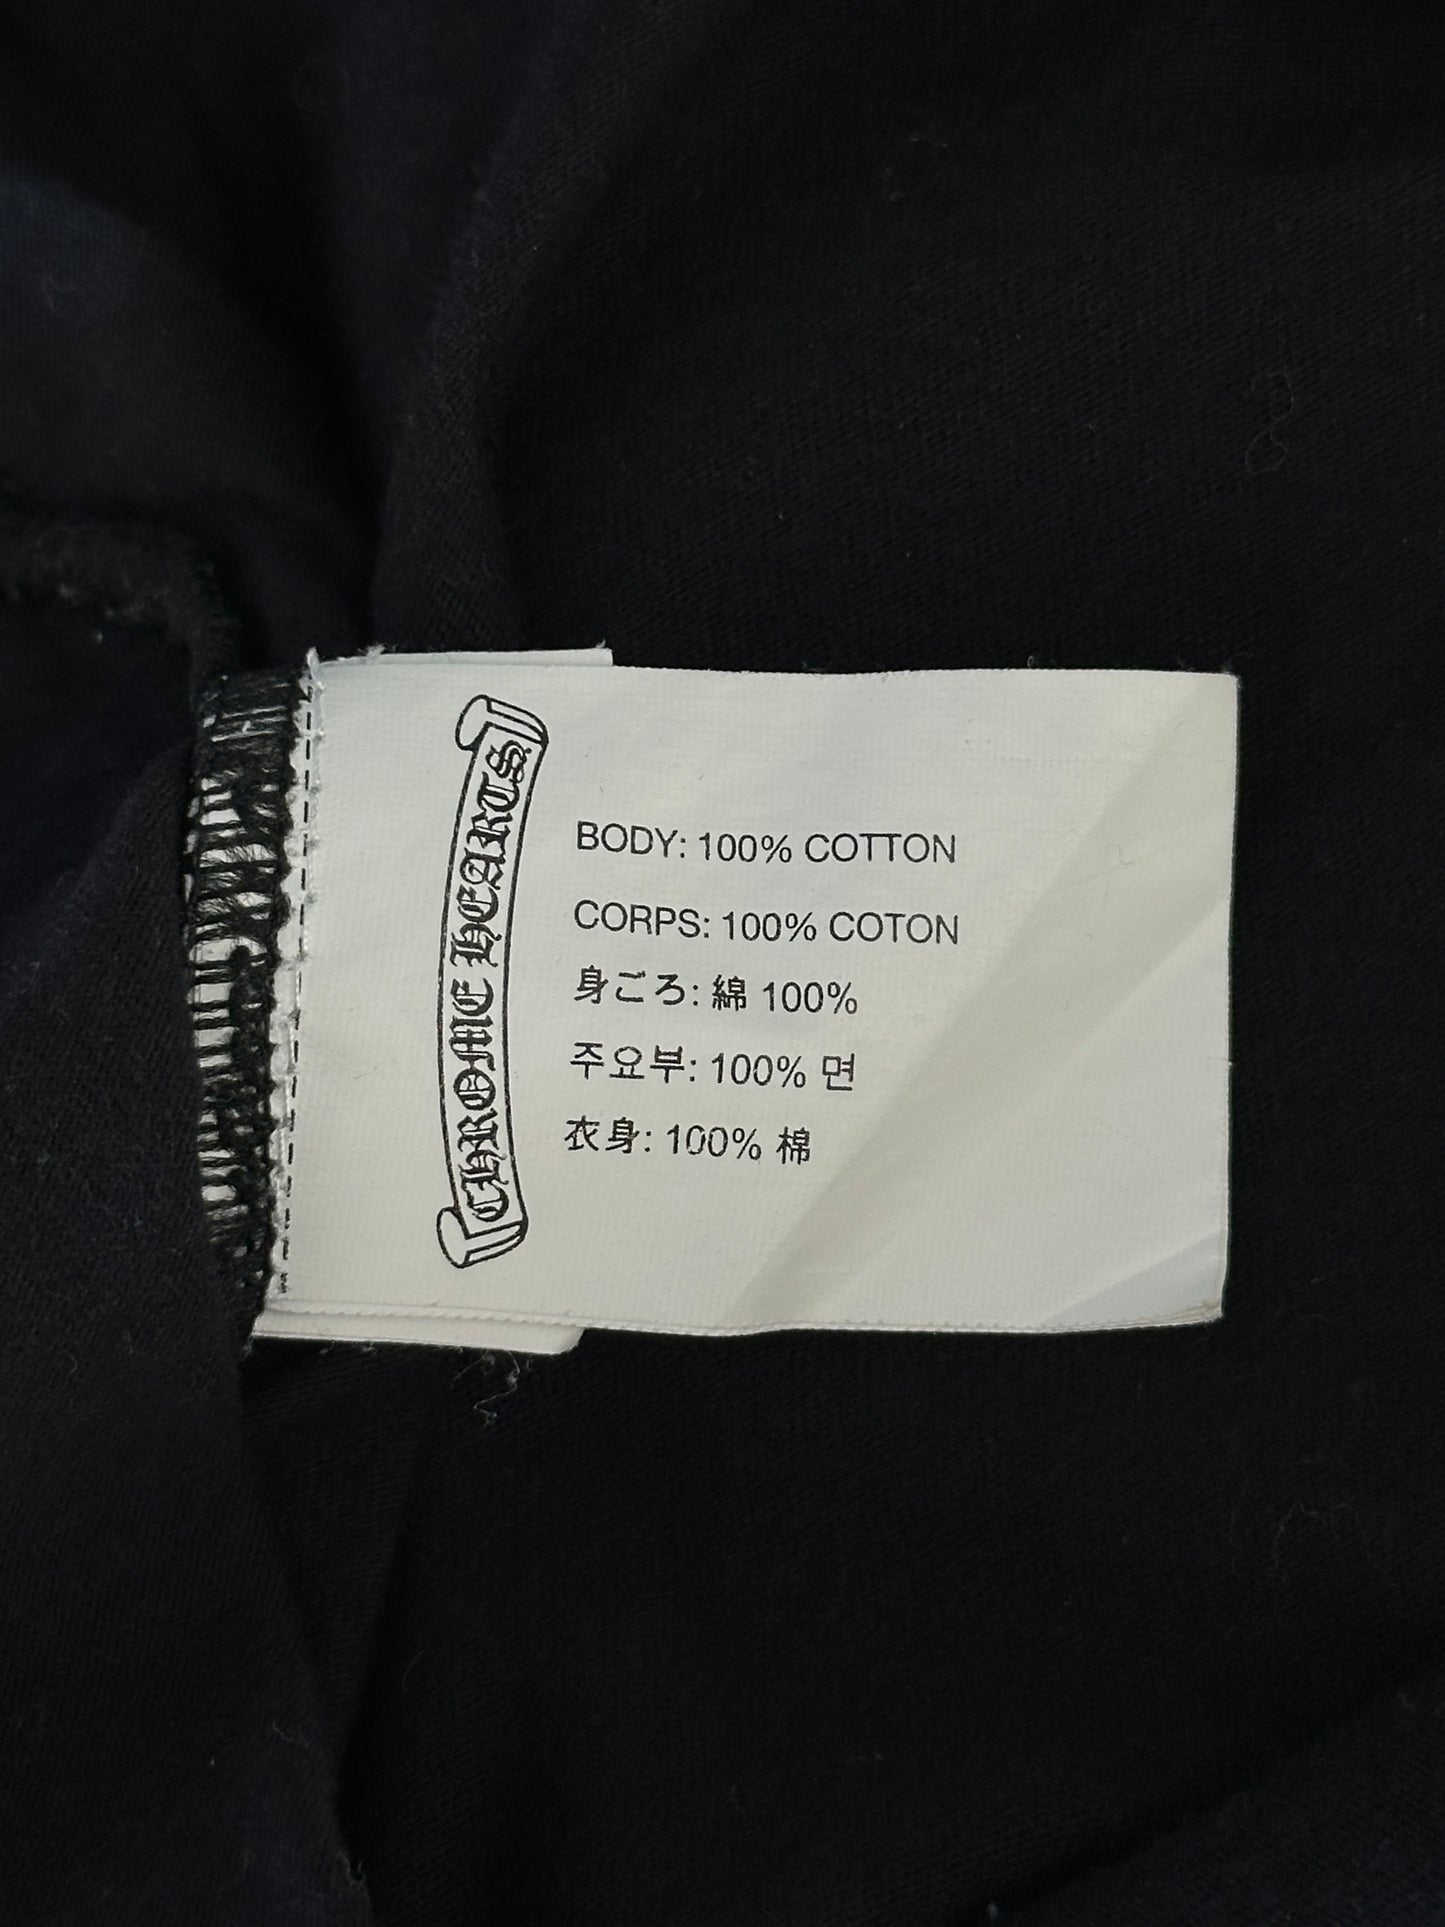 CHROME HEARTS
BODY: 100% COTTON
CORPS: 100% COTON
身ごろ: 綿 100%
주요부: 100% 면
衣身: 100% 棉